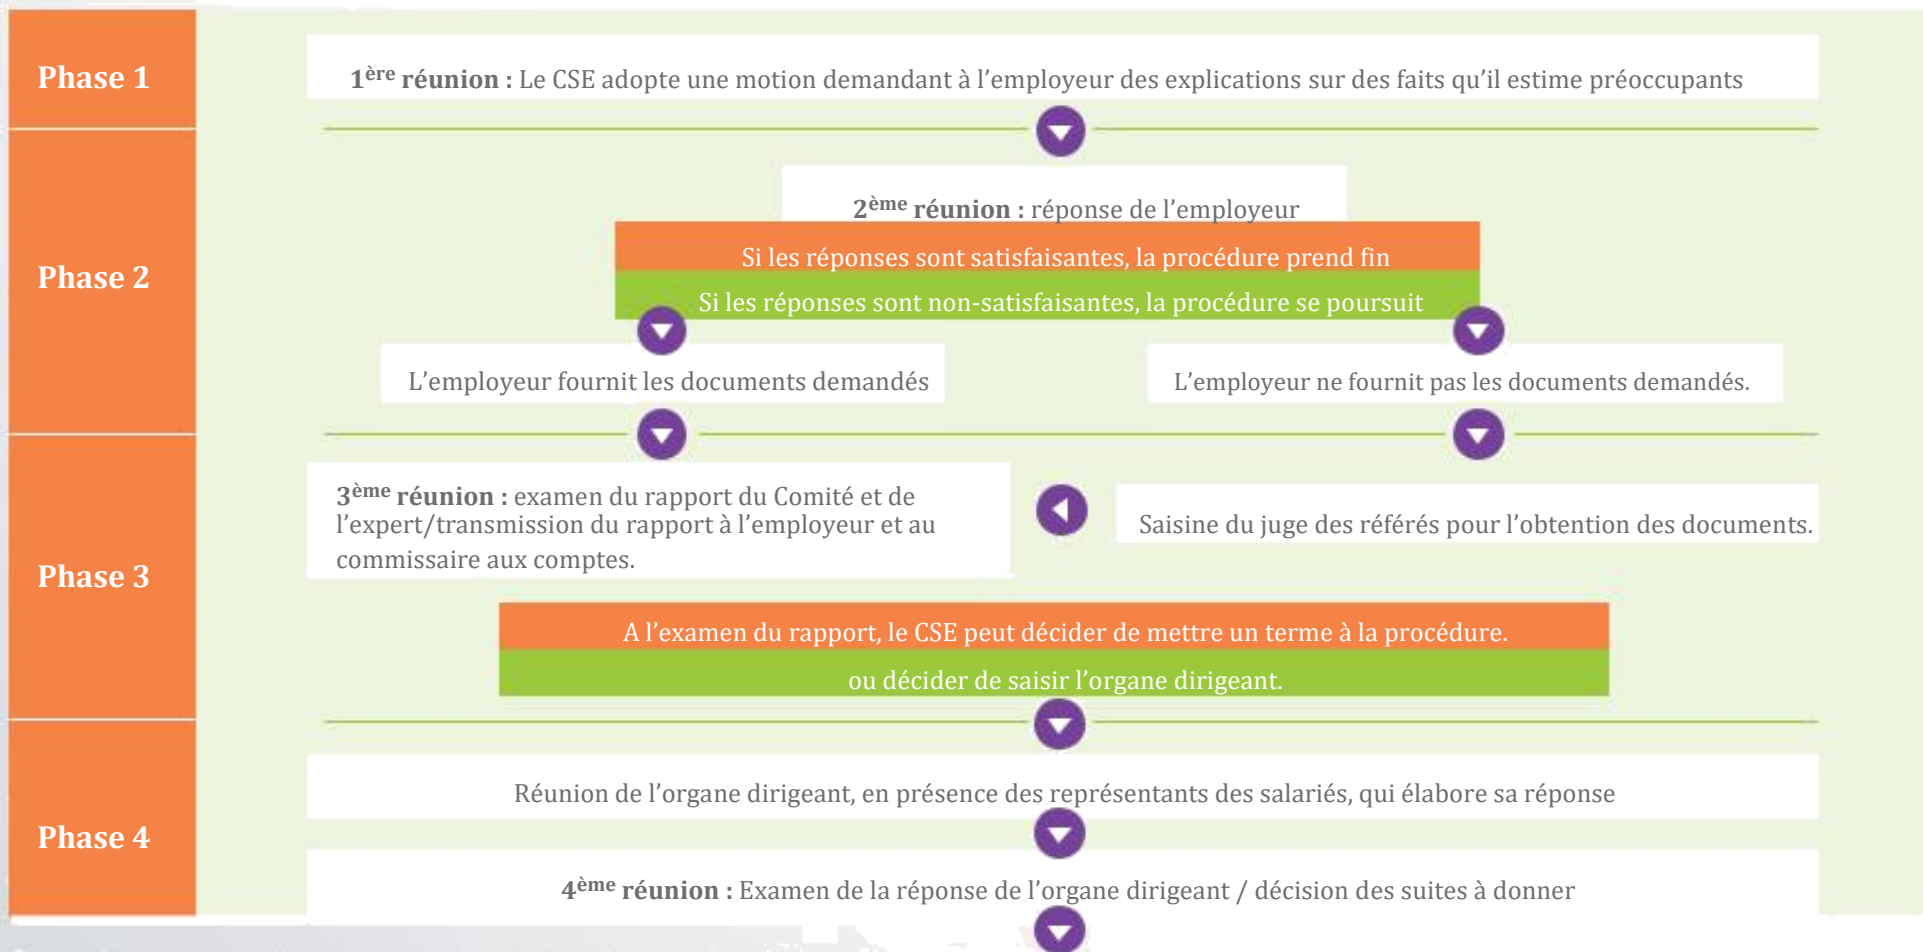 Phase 1
1ère réunion : Le CSE adopte une motion demandant à l’employeur des explications sur des faits qu’il estime préoccupants
Phase 2
2ème réunion : réponse de l’employeur
Si les réponses sont satisfaisantes, la procédure prend fin
Si les réponses sont non-satisfaisantes, la procédure se poursuit
L’employeur fournit les documents demandés
L’employeur ne fournit pas les documents demandés.
Phase 3
3ème réunion : examen du rapport du Comité et de
l’expert/transmission du rapport à l’employeur et au
commissaire aux comptes.
Saisine du juge des référés pour l’obtention des documents.
A l’examen du rapport, le CSE peut décider de mettre un terme à la procédure.
ou décider de saisir l’organe dirigeant.
Phase 4
Réunion de l’organe dirigeant, en présence des représentants des salariés, qui élabore sa réponse
4ème réunion : Examen de la réponse de l’organe dirigeant / décision des suites à donner